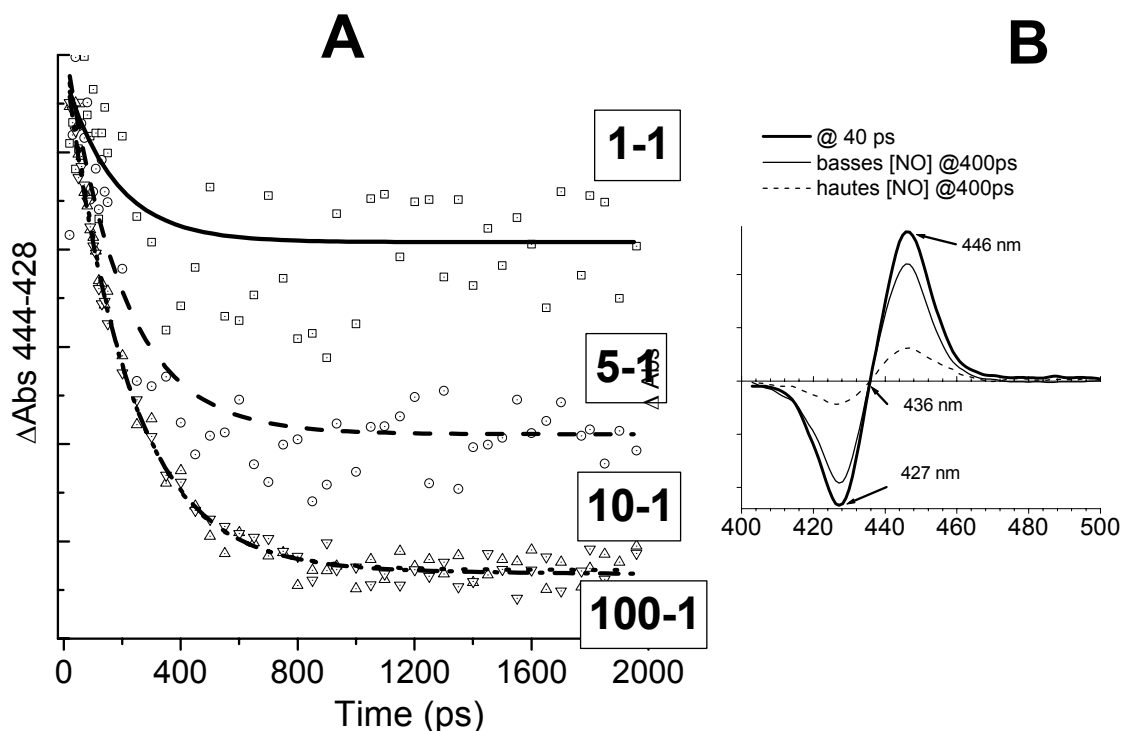 A
B
ΔAbs 444-428
1-1
5-1
10-1
100-1
0
400
800
1200
1600
2000
Time (ps)
@ 40 ps
basses [NO] @400ps
hautes [NO] @400ps
Δ Abs
446 nm
436 nm
427 nm
400
420
440
460
480
500